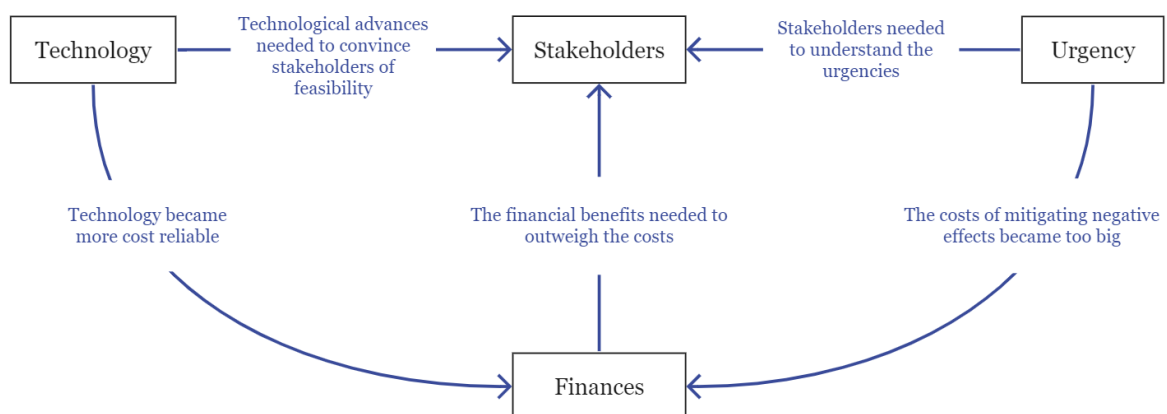 Technology
Technological advances
needed to convince
stakeholders of
feasibility
Stakeholders
Stakeholders needed
to understand the
urgencies
Urgency
Technology became
more cost reliable
The financial benefits needed to
outweigh the costs
The costs of mitigating negative
effects became too big
Finances